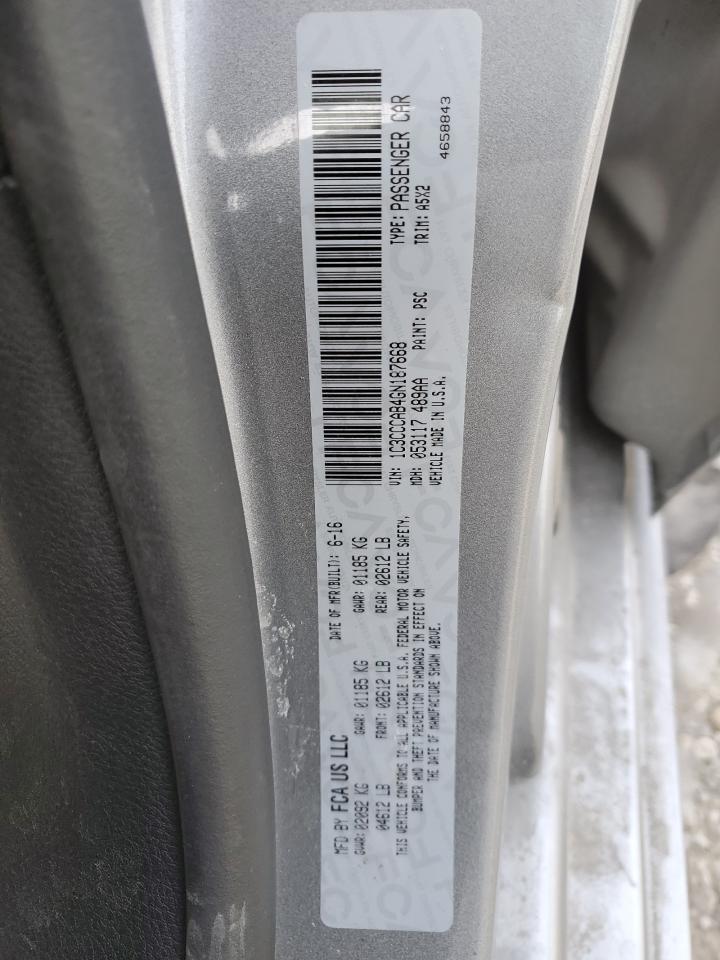 MFD BY FCA US LLC
DATE OF MFR(BUILT): 6-16
GVWR: 02092 KG
GAWR: 01185 KG
GAWR: 01185 KG
04612 LB
FRONT: 02612 LB
REAR: 02612 LB
THIS VEHICLE CONFORMS TO ALL APPLICABLE U.S.A. FEDERAL MOTOR VEHICLE SAFETY,
BUMPER AND THEFT PREVENTION STANDARDS IN EFFECT ON
THE DATE OF MANUFACTURE SHOWN ABOVE.
VIN: 1C3CCCAB4GN187668
TYPE: PASSENGER CAR
MDH: 053117 489AA
PAINT: PSC
TRIM: A5X2
VEHICLE MADE IN U.S.A.
4658843